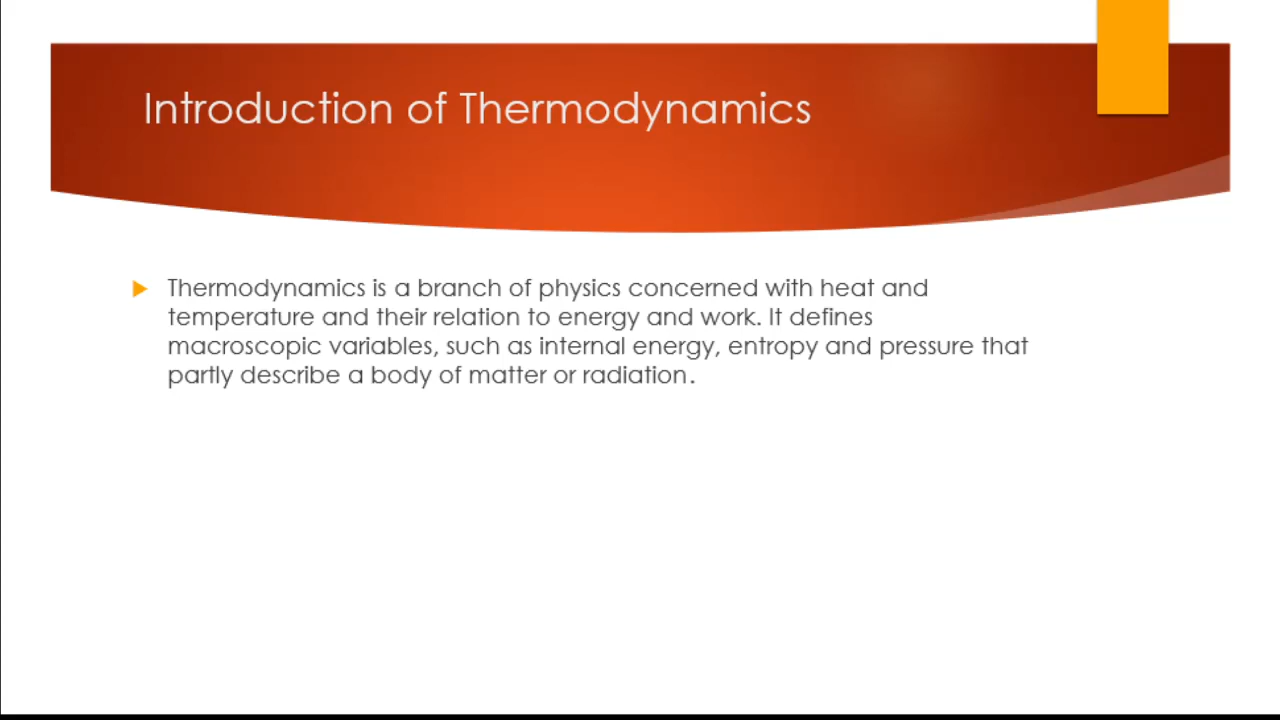 Introduction of Thermodynamics
Thermodynamics is a branch of physics concerned with heat and
temperature and their relation to energy and work. It defines
macroscopic variables, such as internal energy, entropy and pressure that
partly describe a body of matter or radiation.